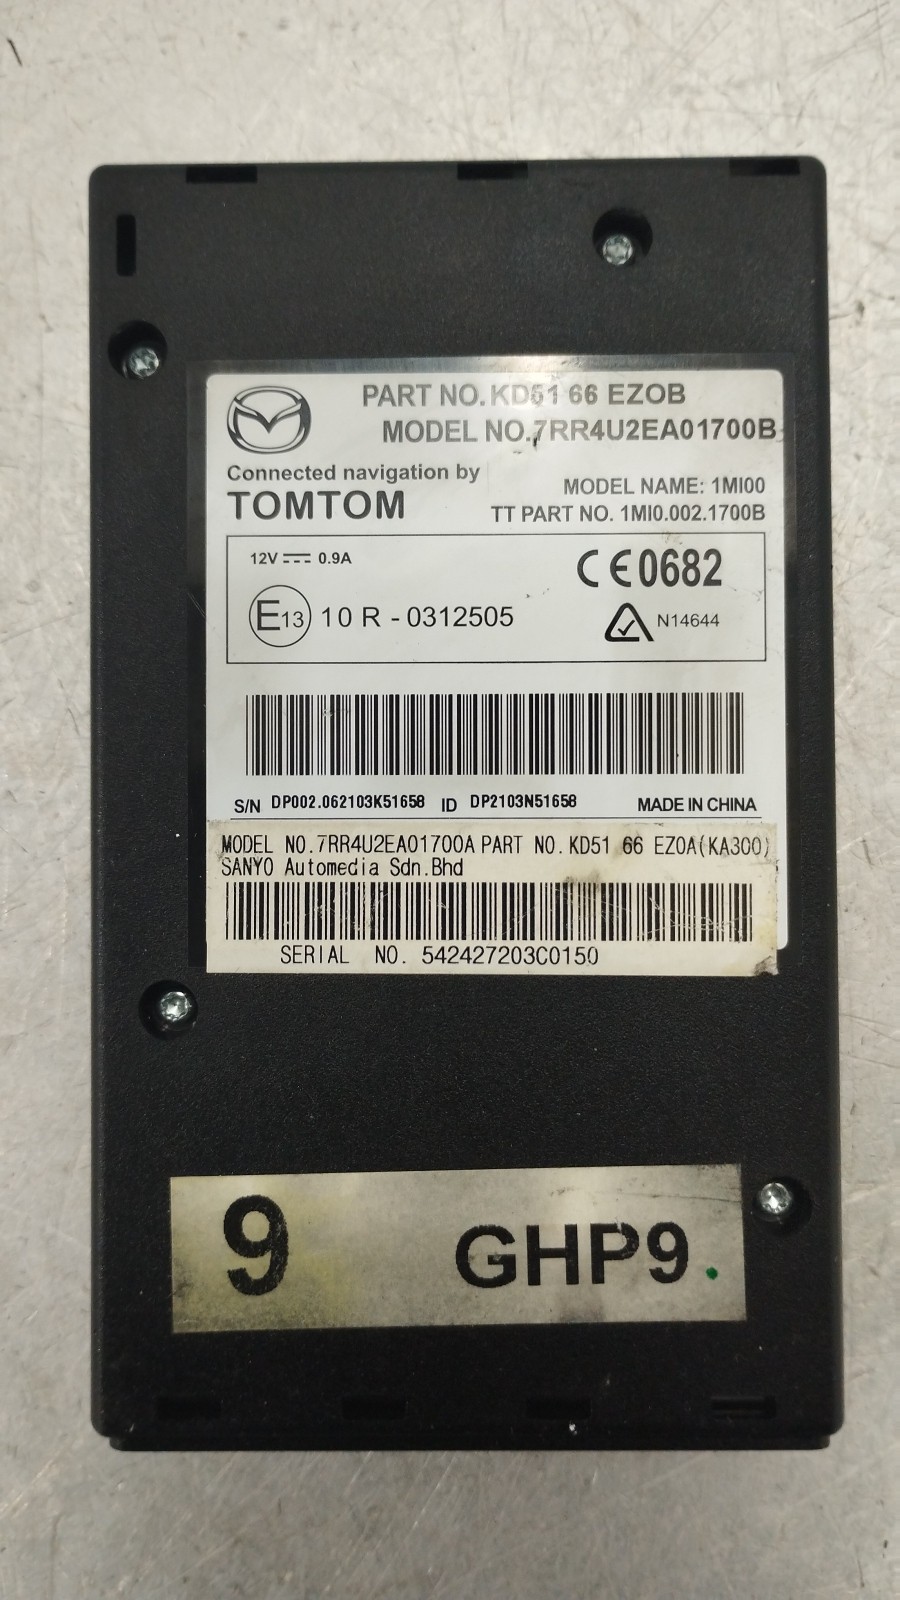 PART NO. KD51 66 EZ0B
MODEL NO. 7RR4U2EA01700B
Connected navigation by
TOMTOM
MODEL NAME: 1MI00
TT PART NO. 1MI0.002.1700B
12V 0.9A
CE0682
E13 10 R - 0312505
N14644
S/N DP002.062103K51658 ID DP2103N51658 MADE IN CHINA
MODEL NO. 7RR4U2EA01700A PART NO. KD51 66 EZ0A(KA300)
SANYO Automedia Sdn.Bhd
SERIAL NO. 542427203C0150
9 GHP9.